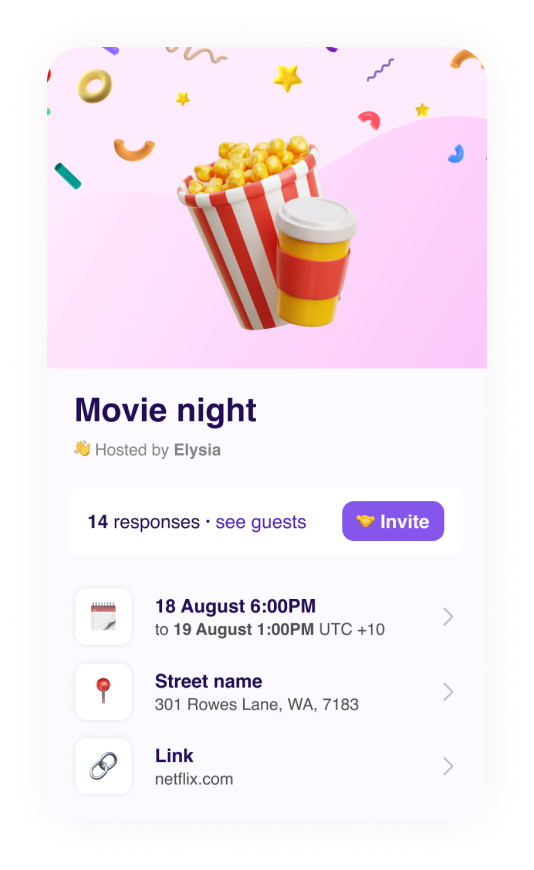 Movie night
👋 Hosted by Elysia
14 responses • see guests
🤝 Invite
18 August 6:00PM
to 19 August 1:00PM UTC +10
Street name
301 Rowes Lane, WA, 7183
Link
netflix.com